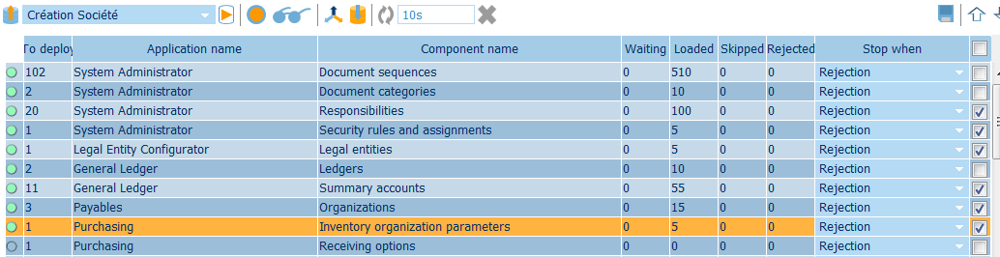 Création Société 10s
To deploy Application name Component name Waiting Loaded Skipped Rejected Stop when
102 System Administrator Document sequences 0 510 0 0 Rejection
2 System Administrator Document categories 0 10 0 0 Rejection
20 System Administrator Responsibilities 0 100 0 0 Rejection
1 System Administrator Security rules and assignments 0 5 0 0 Rejection
1 Legal Entity Configurator Legal entities 0 5 0 0 Rejection
2 General Ledger Ledgers 0 10 0 0 Rejection
11 General Ledger Summary accounts 0 55 0 0 Rejection
3 Payables Organizations 0 15 0 0 Rejection
1 Purchasing Inventory organization parameters 0 5 0 0 Rejection
1 Purchasing Receiving options 0 0 0 0 Rejection